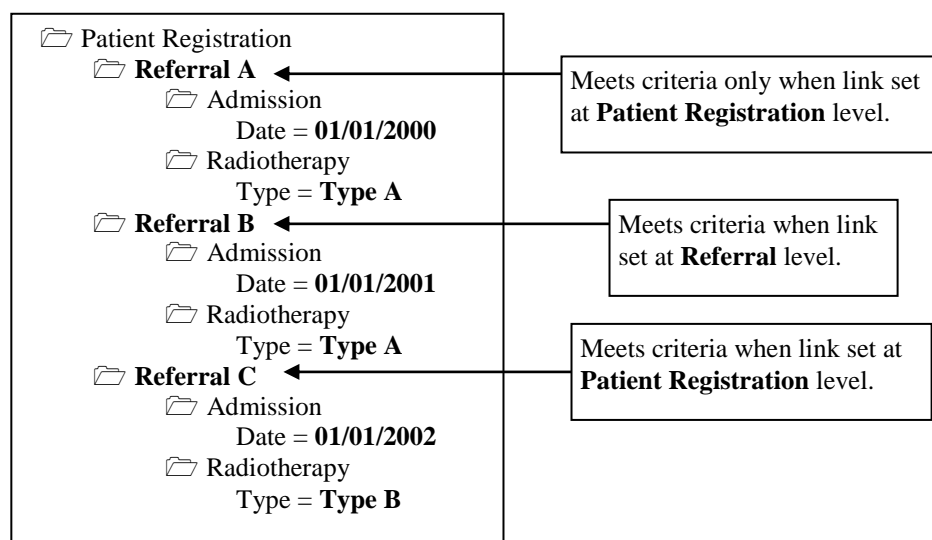 Patient Registration
Referral A
Admission
Date = 01/01/2000
Radiotherapy
Type = Type A
Referral B
Admission
Date = 01/01/2001
Radiotherapy
Type = Type A
Referral C
Admission
Date = 01/01/2002
Radiotherapy
Type = Type B
Meets criteria only when link set
at Patient Registration level.
Meets criteria when link
set at Referral level.
Meets criteria when link set at
Patient Registration level.